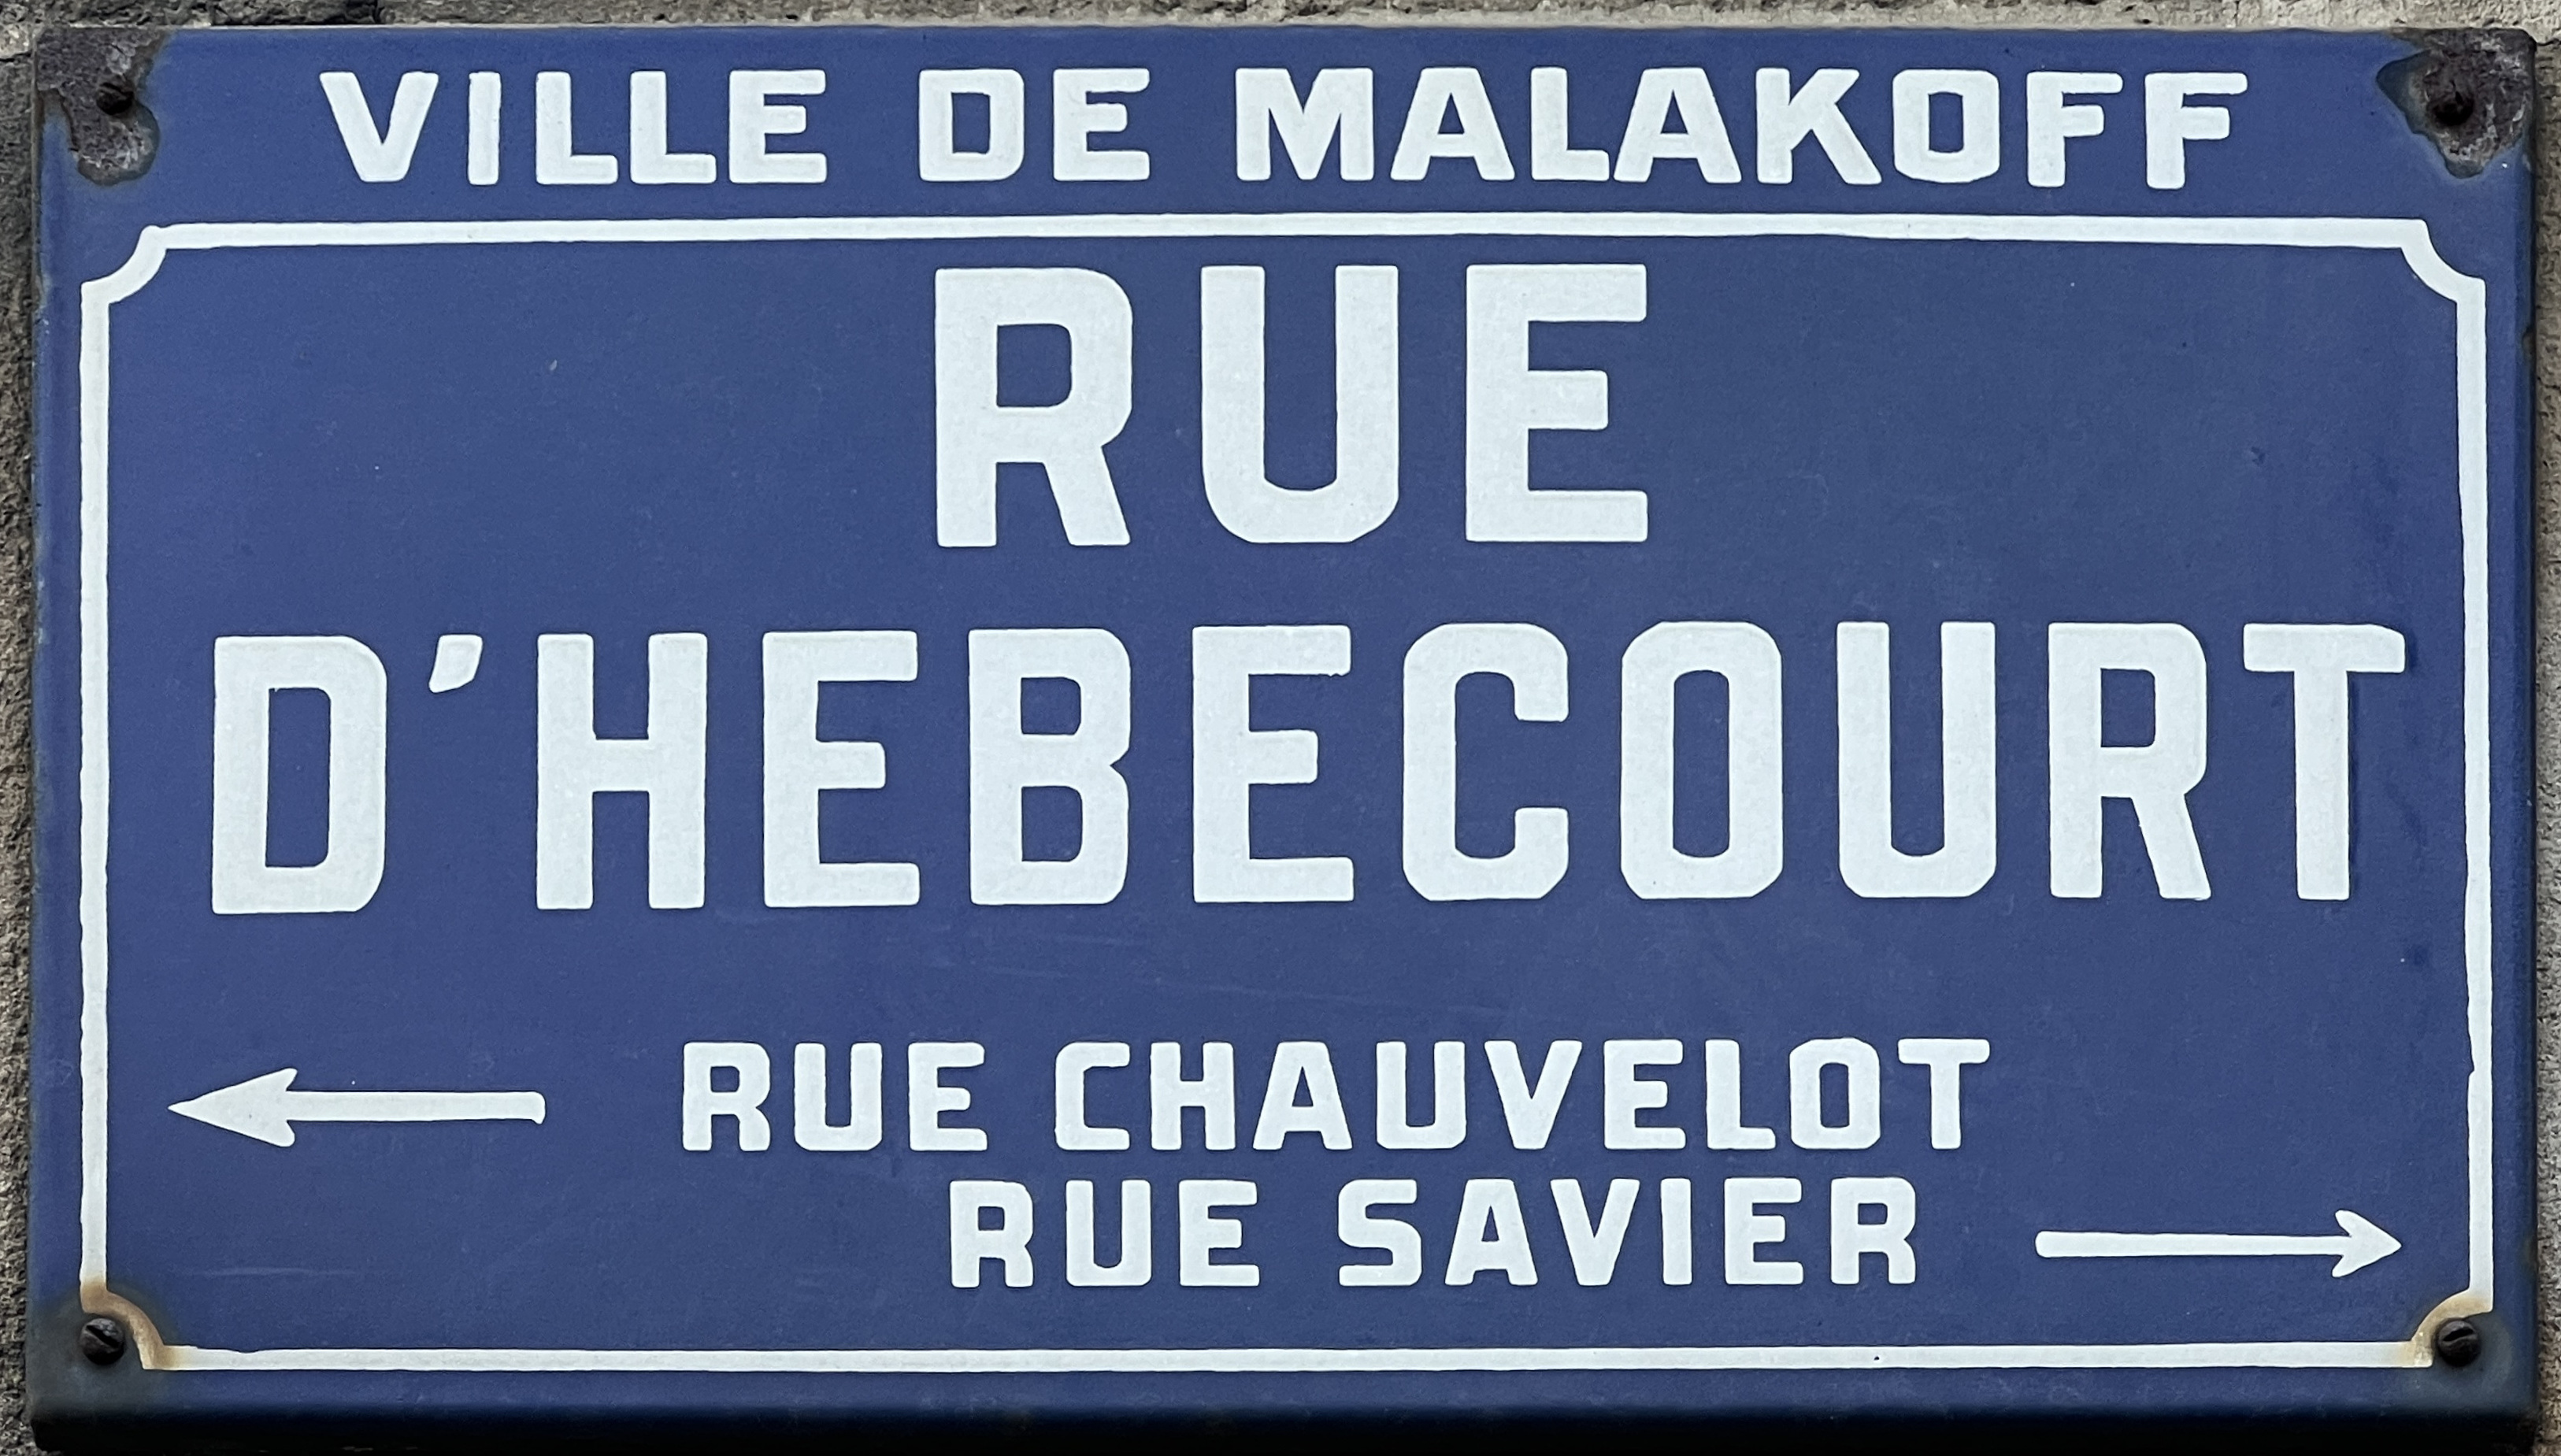 VILLE DE MALAKOFF
RUE
D'HEBECOURT
RUE CHAUVELOT
RUE SAVIER